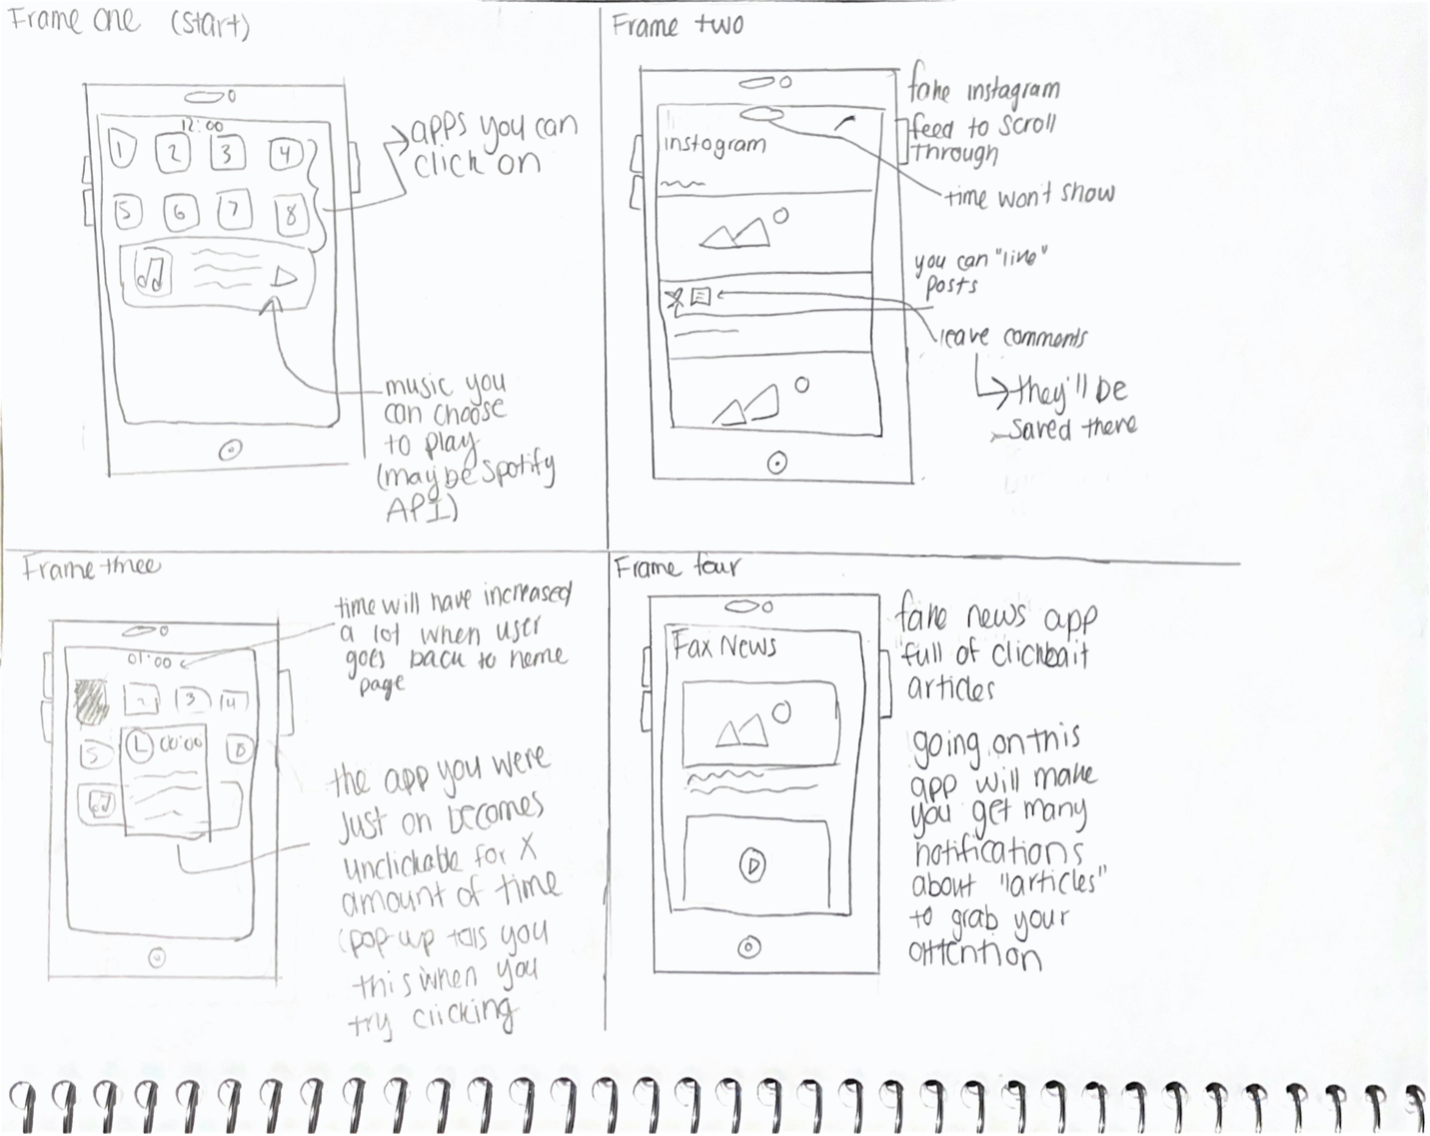 Frame one (start)
12:00
1 2 3 4
5 6 7 8
apps you can
click on
music you
can choose
to play
(maybe spotify
API)
Frame two
instagram
fake instagram
feed to scroll
through
time won't show
you can "like"
posts
leave comments
they'll be
saved there
Frame three
01:00
2 3 4
5 8
00:00
time will have increased
a lot when user
goes back to home
page
the app you were
just on becomes
unclickable for X
amount of time
(pop-up tells you
this when you
try clicking
Frame four
Fax News
fake news app
full of clickbait
articles
going on this
app will make
you get many
notifications
about "articles"
to grab your
attention